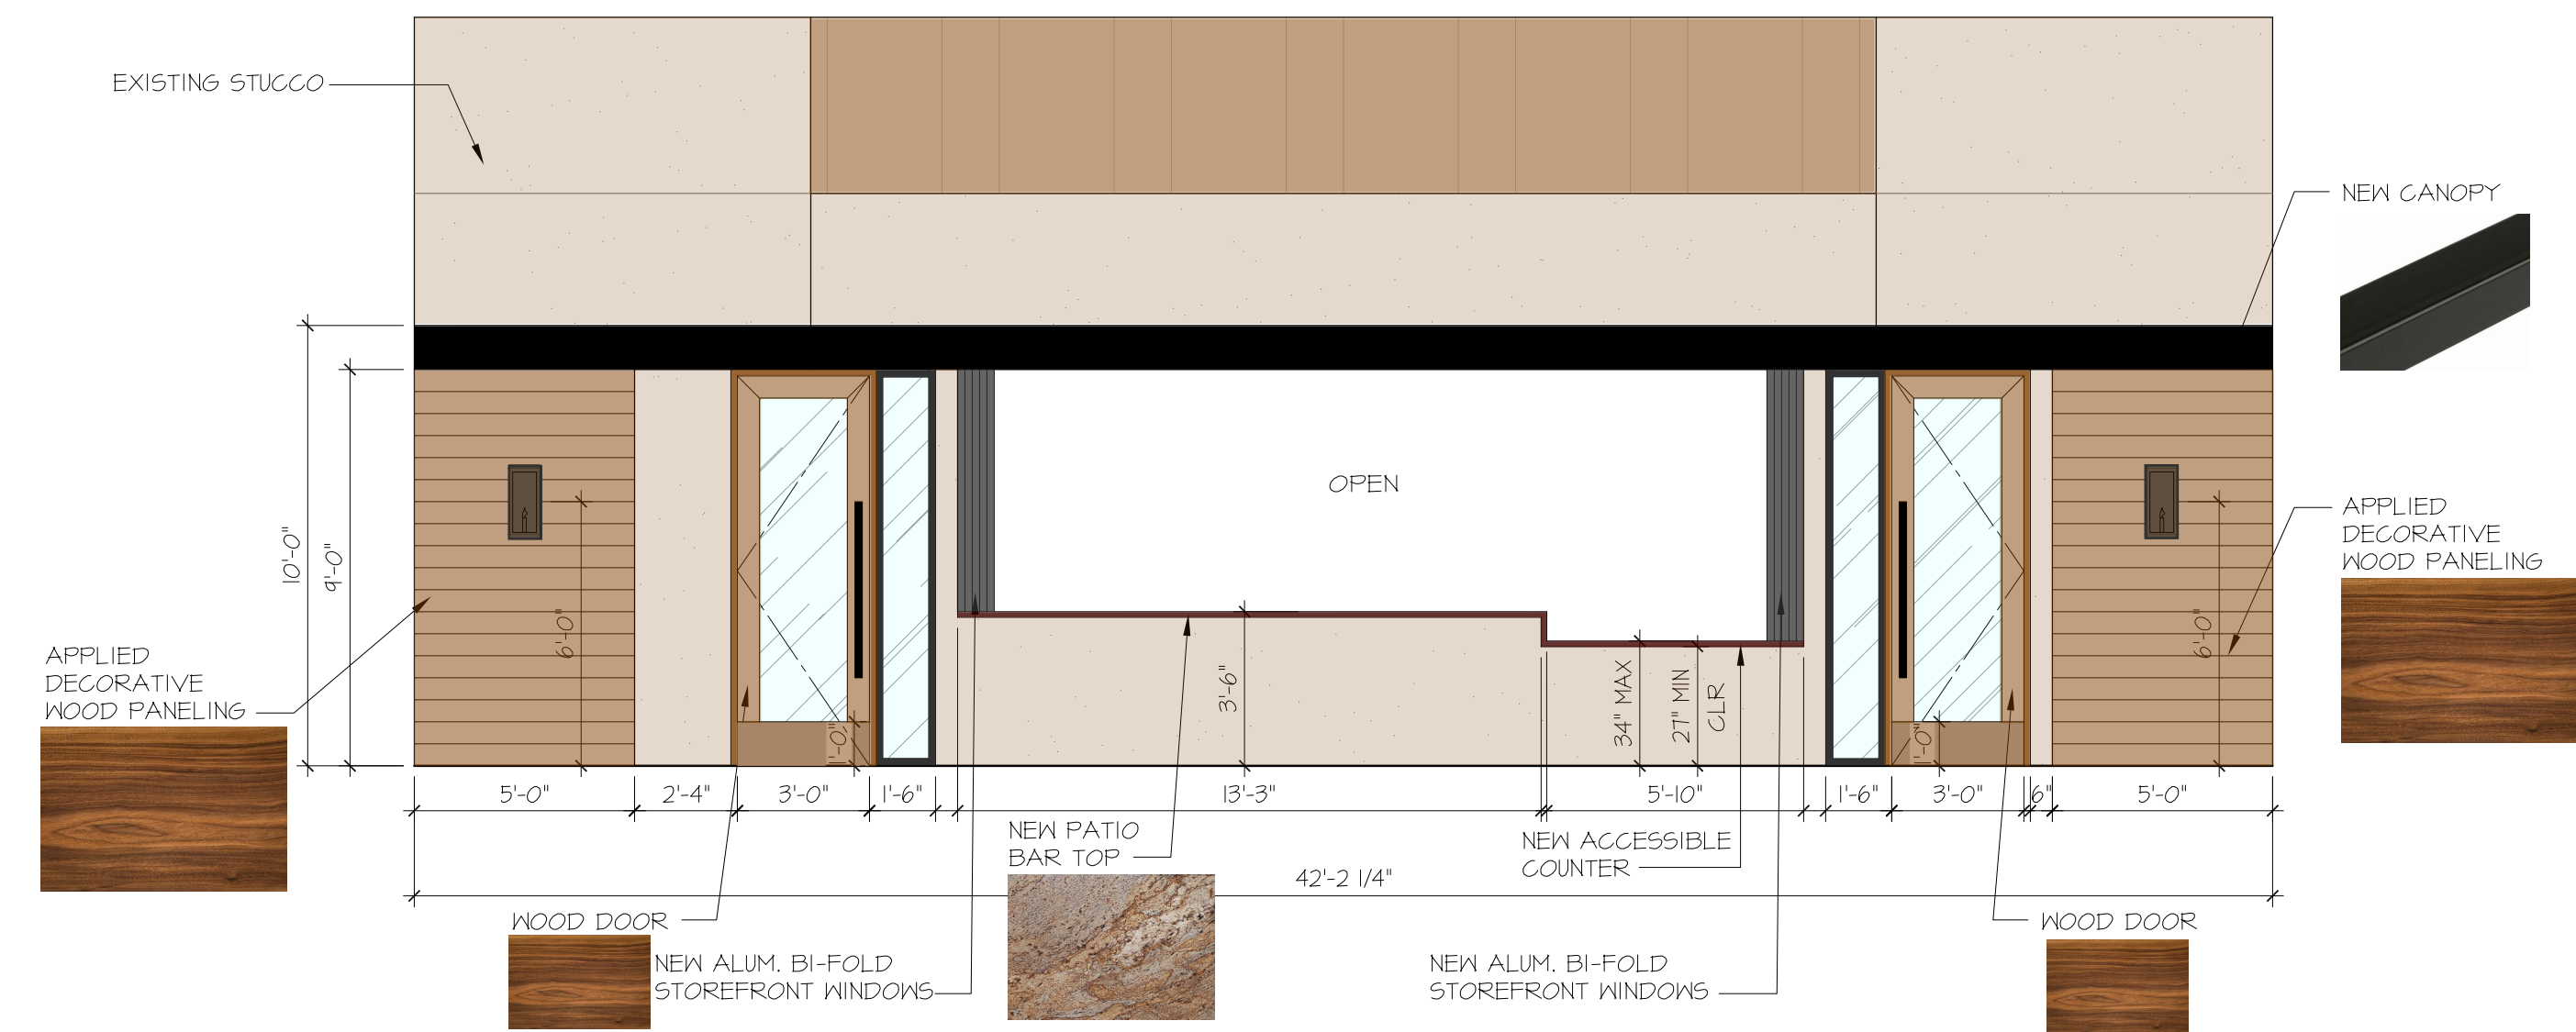 EXISTING STUCCO
NEW CANOPY
OPEN
APPLIED
DECORATIVE
WOOD PANELING
10'-0"
9'-0"
6'-0"
6'-0"
APPLIED
DECORATIVE
WOOD PANELING
3'-6"
34" MAX
27" MIN
CLR
1'-0"
1'-0"
5'-0"
2'-4"
3'-0"
1'-6"
13'-3"
5'-10"
1'-6"
3'-0"
6"
5'-0"
NEW PATIO
BAR TOP
NEW ACCESSIBLE
COUNTER
42'-2 1/4"
WOOD DOOR
WOOD DOOR
NEW ALUM. BI-FOLD
STOREFRONT WINDOWS
NEW ALUM. BI-FOLD
STOREFRONT WINDOWS